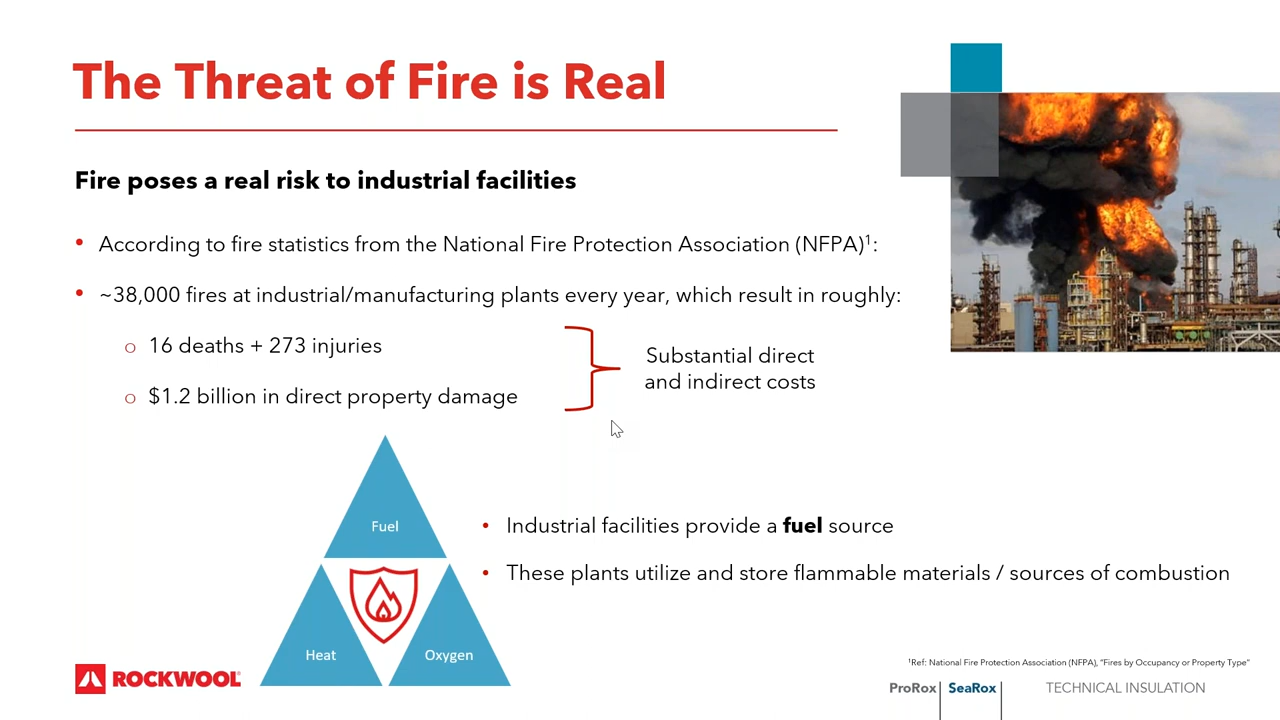 The Threat of Fire is Real
Fire poses a real risk to industrial facilities
• According to fire statistics from the National Fire Protection Association (NFPA)¹:
• ~38,000 fires at industrial/manufacturing plants every year, which result in roughly:
o 16 deaths + 273 injuries
o $1.2 billion in direct property damage
Substantial direct
and indirect costs
Fuel
Heat
Oxygen
• Industrial facilities provide a fuel source
• These plants utilize and store flammable materials / sources of combustion
ROCKWOOL
¹Ref: National Fire Protection Association (NFPA), "Fires by Occupancy or Property Type"
ProRox
SeaRox
TECHNICAL INSULATION